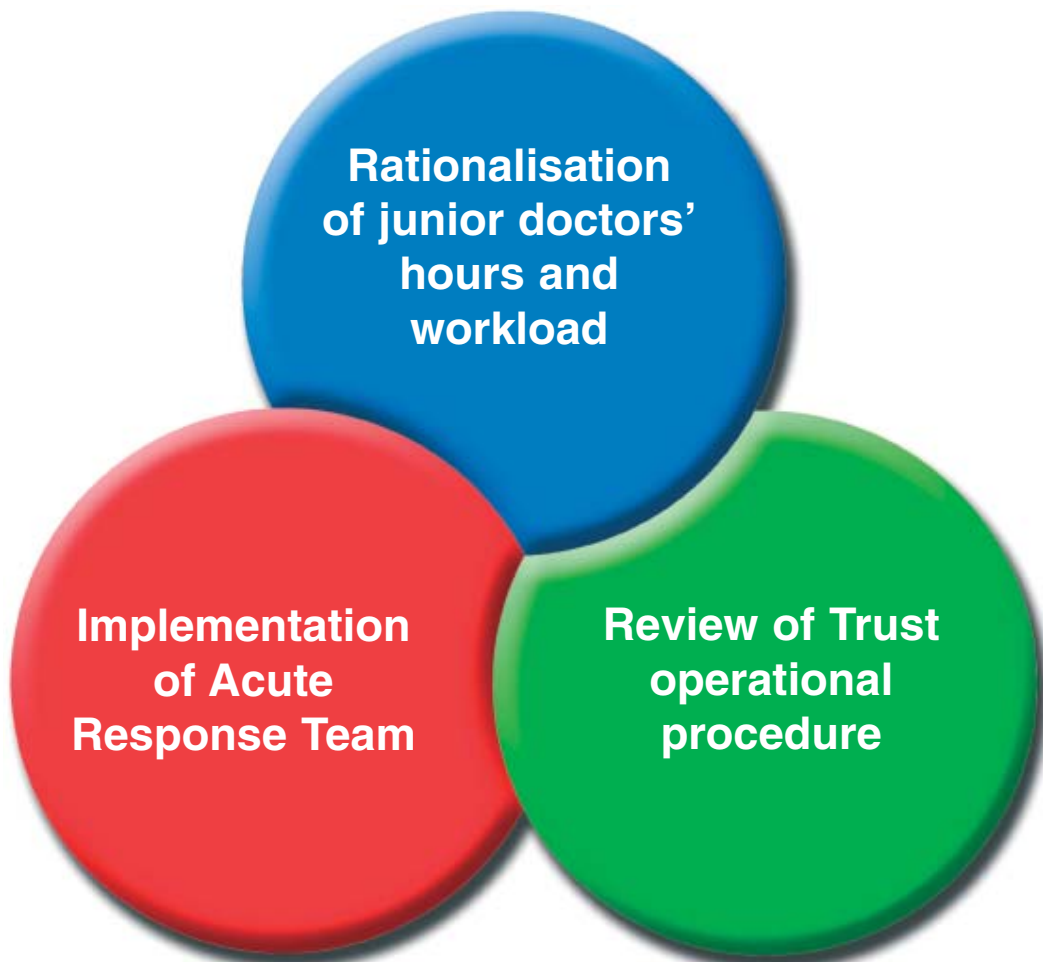 Rationalisation
of junior doctors’
hours and
workload
Implementation
of Acute
Response Team
Review of Trust
operational
procedure